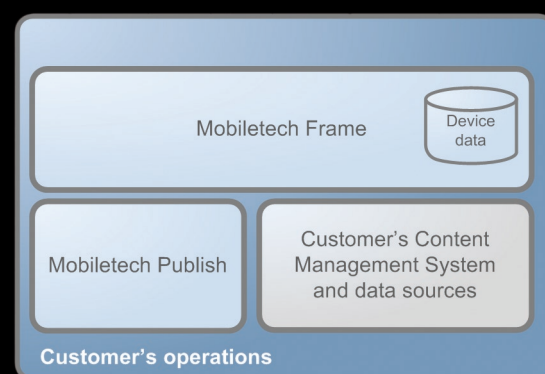 Mobiletech Frame
Device
data
Mobiletech Publish
Customer's Content
Management System
and data sources
Customer's operations